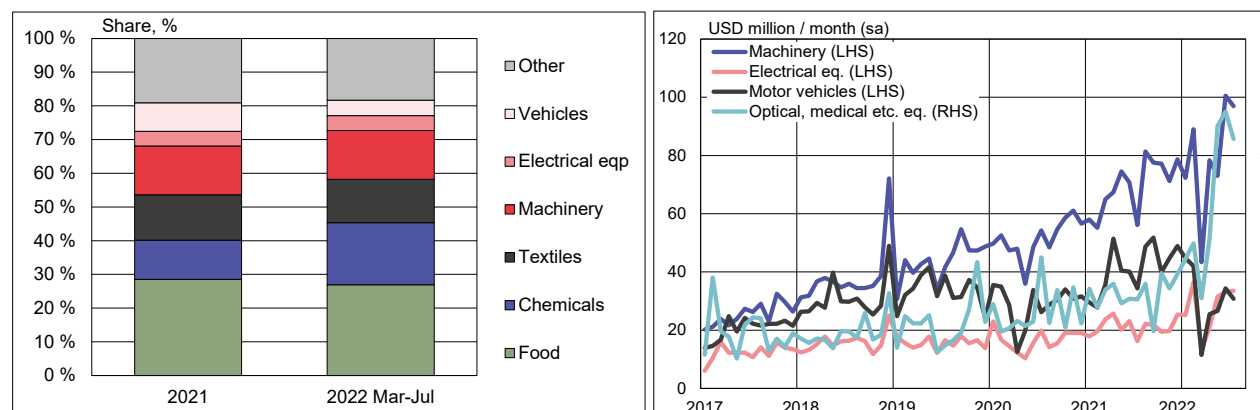 Share, %
100 %
90 %
80 %
70 %
60 %
50 %
40 %
30 %
20 %
10 %
0 %
2021
2022 Mar-Jul
Other
Vehicles
Electrical eqp
Machinery
Textiles
Chemicals
Food
USD million / month (sa)
Machinery (LHS)
Electrical eq. (LHS)
Motor vehicles (LHS)
Optical, medical etc. eq. (RHS)
120
100
80
60
40
20
0
2017
2018
2019
2020
2021
2022